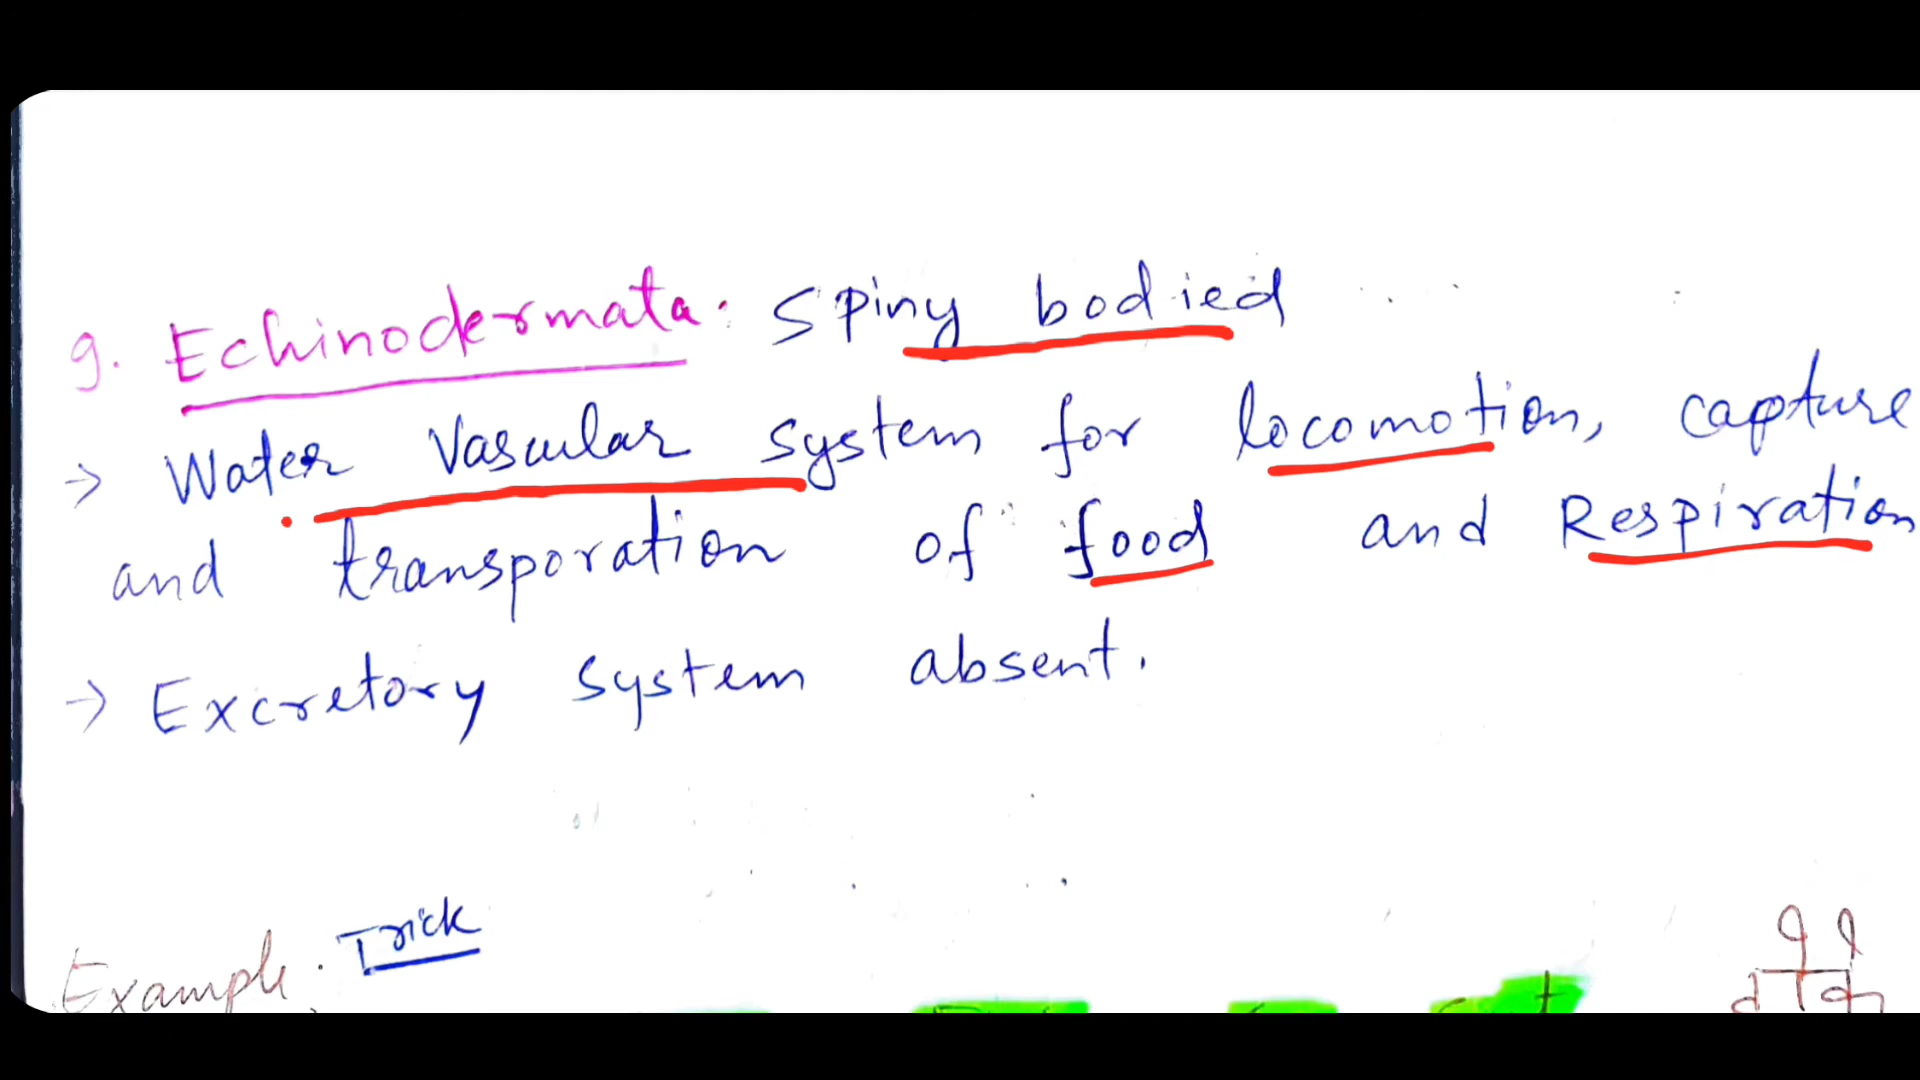 9. Echinodermata: Spiny bodied
→ Water Vascular system for locomotion, capture
and transporation of food and Respiration
→ Excretory system absent.
Example: Trick